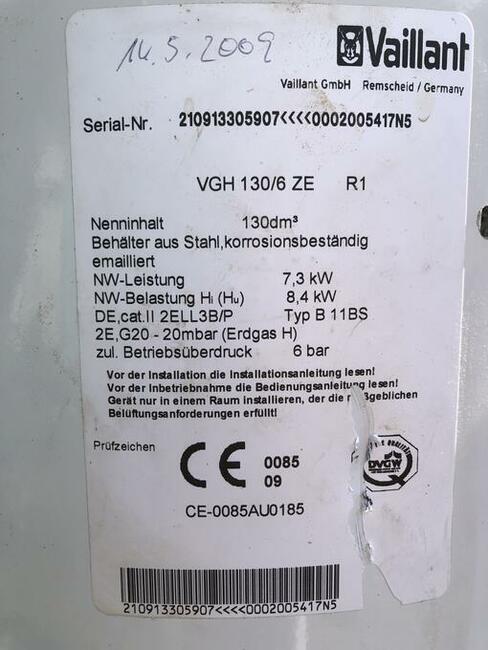 14.5.2009
Vaillant
Vaillant GmbH Remscheid / Germany
Serial-Nr. 210913305907<<<<0002005417N5
VGH 130/6 ZE R1
Nenninhalt 130dm³
Behälter aus Stahl,korrosionsbeständig
emailliert
NW-Leistung 7,3 kW
NW-Belastung Hi (Hu) 8,4 kW
DE,cat.II 2ELL3B/P Typ B 11BS
2E,G20 - 20mbar (Erdgas H)
zul. Betriebsüberdruck 6 bar
Vor der Installation die Installationsanleitung lesen!
Vor der Inbetriebnahme die Bedienungsanleitung lesen!
Gerät nur in einem Raum installieren, der die maßgeblichen
Belüftungsanforderungen erfüllt!
Prüfzeichen
CE 0085
09
DVGW
CE-0085AU0185
210913305907<<<<0002005417N5